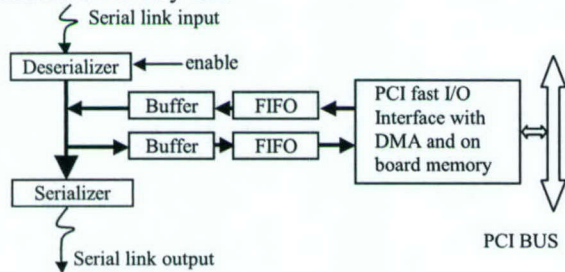 Serial link input
Deserializer
enable
Buffer
FIFO
PCI fast I/O
Interface with
DMA and on
board memory
Buffer
FIFO
Serializer
PCI BUS
Serial link output